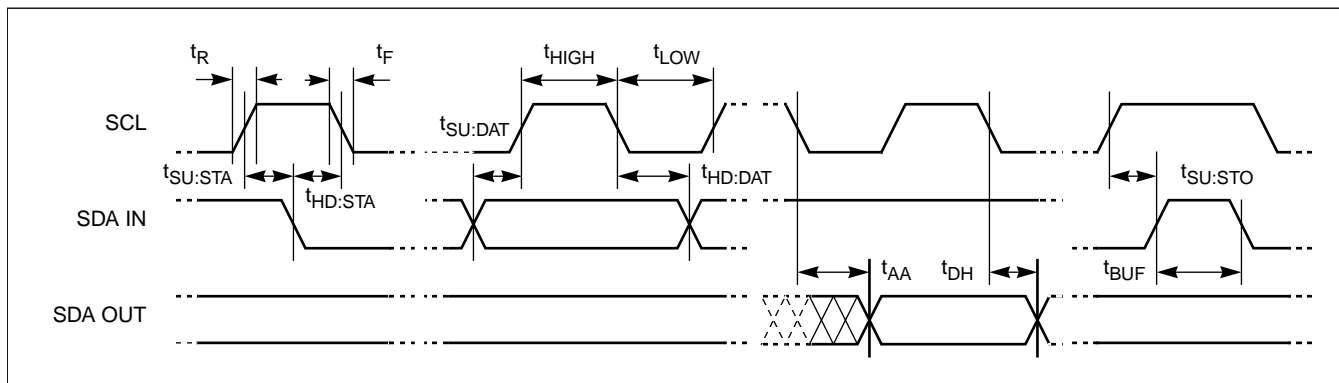 tR tF tHIGH tLOW
SCL
tSU:DAT
tSU:STA tHD:STA tHD:DAT tSU:STO
SDA IN
tAA tDH tBUF
SDA OUT